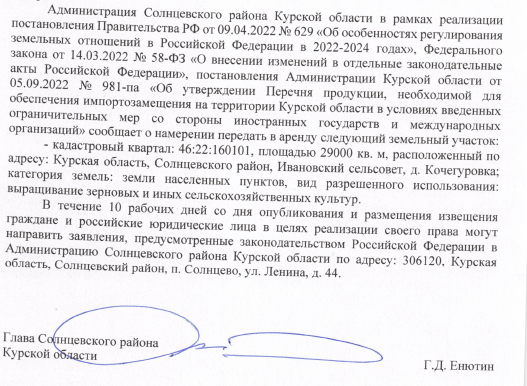 Администрация Солнцевского района Курской области в рамках реализации
постановления Правительства РФ от 09.04.2022 № 629 «Об особенностях регулирования
земельных отношений в Российской Федерации в 2022-2024 годах», Федерального
закона от 14.03.2022 № 58-ФЗ «О внесении изменений в отдельные законодательные
акты Российской Федерации», постановления Администрации Курской области от
05.09.2022 № 981-па «Об утверждении Перечня продукции, необходимой для
обеспечения импортозамещения на территории Курской области в условиях введенных
ограничительных мер со стороны иностранных государств и международных
организаций» сообщает о намерении передать в аренду следующий земельный участок:
- кадастровый квартал: 46:22:160101, площадью 29000 кв. м, расположенный по
адресу: Курская область, Солнцевский район, Ивановский сельсовет, д. Кочегуровка;
категория земель: земли населенных пунктов, вид разрешенного использования:
выращивание зерновых и иных сельскохозяйственных культур.
В течение 10 рабочих дней со дня опубликования и размещения извещения
граждане и российские юридические лица в целях реализации своего права могут
направить заявления, предусмотренные законодательством Российской Федерации в
Администрацию Солнцевского района Курской области по адресу: 306120, Курская
область, Солнцевский район, п. Солнцево, ул. Ленина, д. 44.
Глава Солнцевского района
Курской области
Г.Д. Енютин